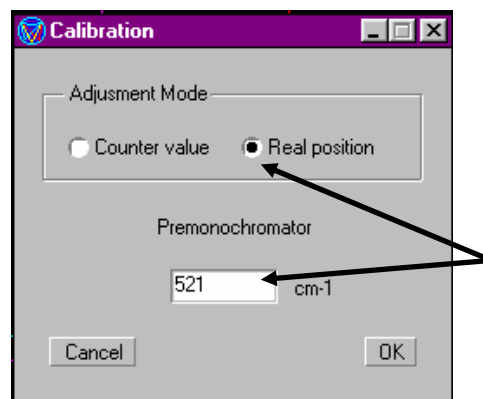 Calibration
Adjusment Mode
Counter value Real position
Premonochromator
521 cm-1
Cancel OK